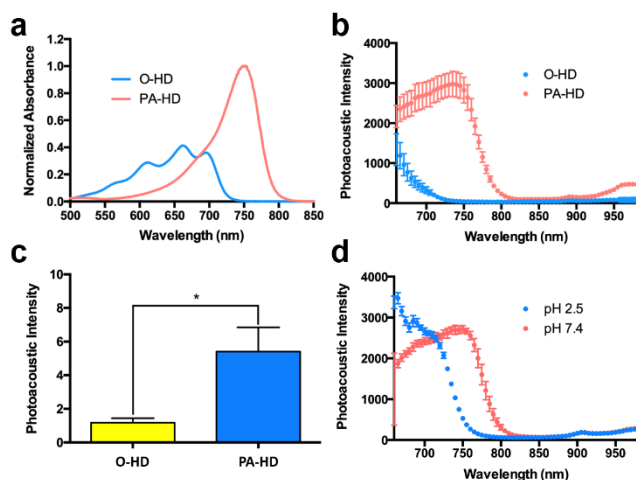 a
Normalized Absorbance
1.2
1.0
0.8
0.6
0.4
0.2
0.0
500
550
600
650
700
750
800
850
Wavelength (nm)
O-HD
PA-HD
b
Photoacoustic Intensity
4000
3000
2000
1000
0
700
750
800
850
900
950
Wavelength (nm)
O-HD
PA-HD
c
Photoacoustic Intensity
10
8
6
4
2
0
*
O-HD
PA-HD
d
Photoacoustic Intensity
4000
3000
2000
1000
0
700
750
800
850
900
950
Wavelength (nm)
pH 2.5
pH 7.4